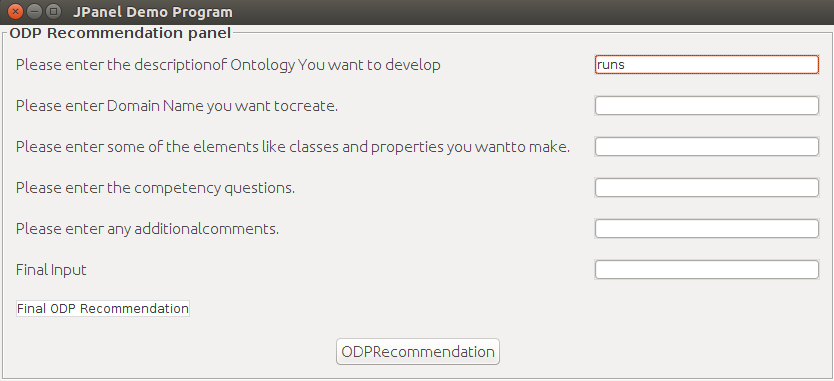 JPanel Demo Program
ODP Recommendation panel
Please enter the descriptionof Ontology You want to develop runs
Please enter Domain Name you want tocreate.
Please enter some of the elements like classes and properties you wantto make.
Please enter the competency questions.
Please enter any additionalcomments.
Final Input
Final ODP Recommendation
ODPRecommendation